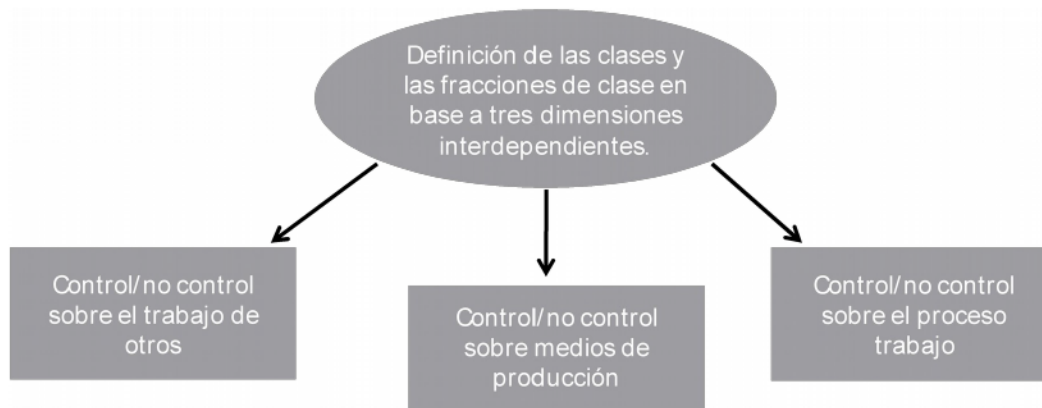 Definición de las clases y
las fracciones de clase en
base a tres dimensiones
interdependientes.
Control/no control
sobre el trabajo de
otros
Control/no control
sobre medios de
producción
Control/no control
sobre el proceso
trabajo